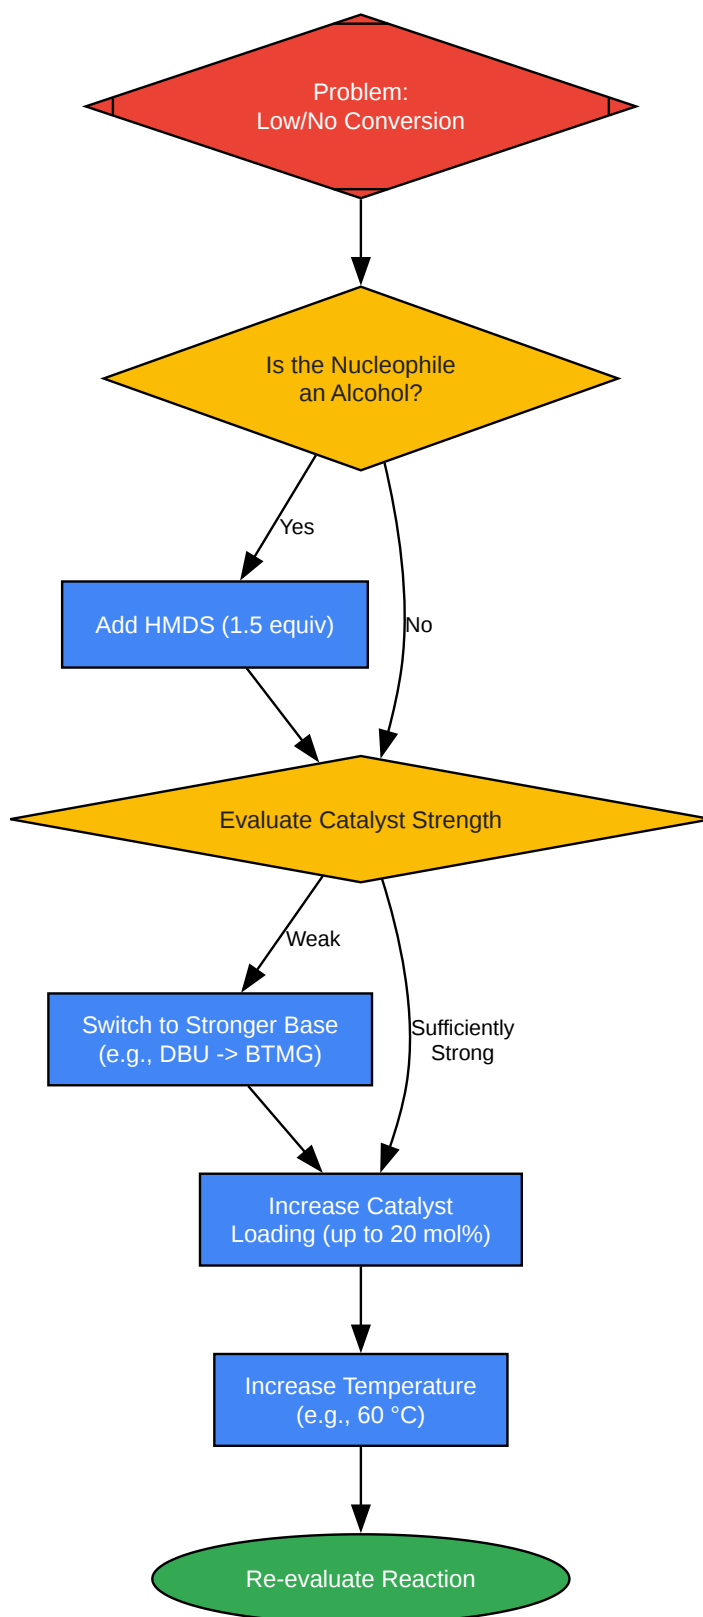 Problem:
Low/No Conversion
Is the Nucleophile
an Alcohol?
Yes
Add HMDS (1.5 equiv)
No
Evaluate Catalyst Strength
Weak
Switch to Stronger Base
(e.g., DBU -> BTMG)
Sufficiently
Strong
Increase Catalyst
Loading (up to 20 mol%)
Increase Temperature
(e.g., 60 °C)
Re-evaluate Reaction